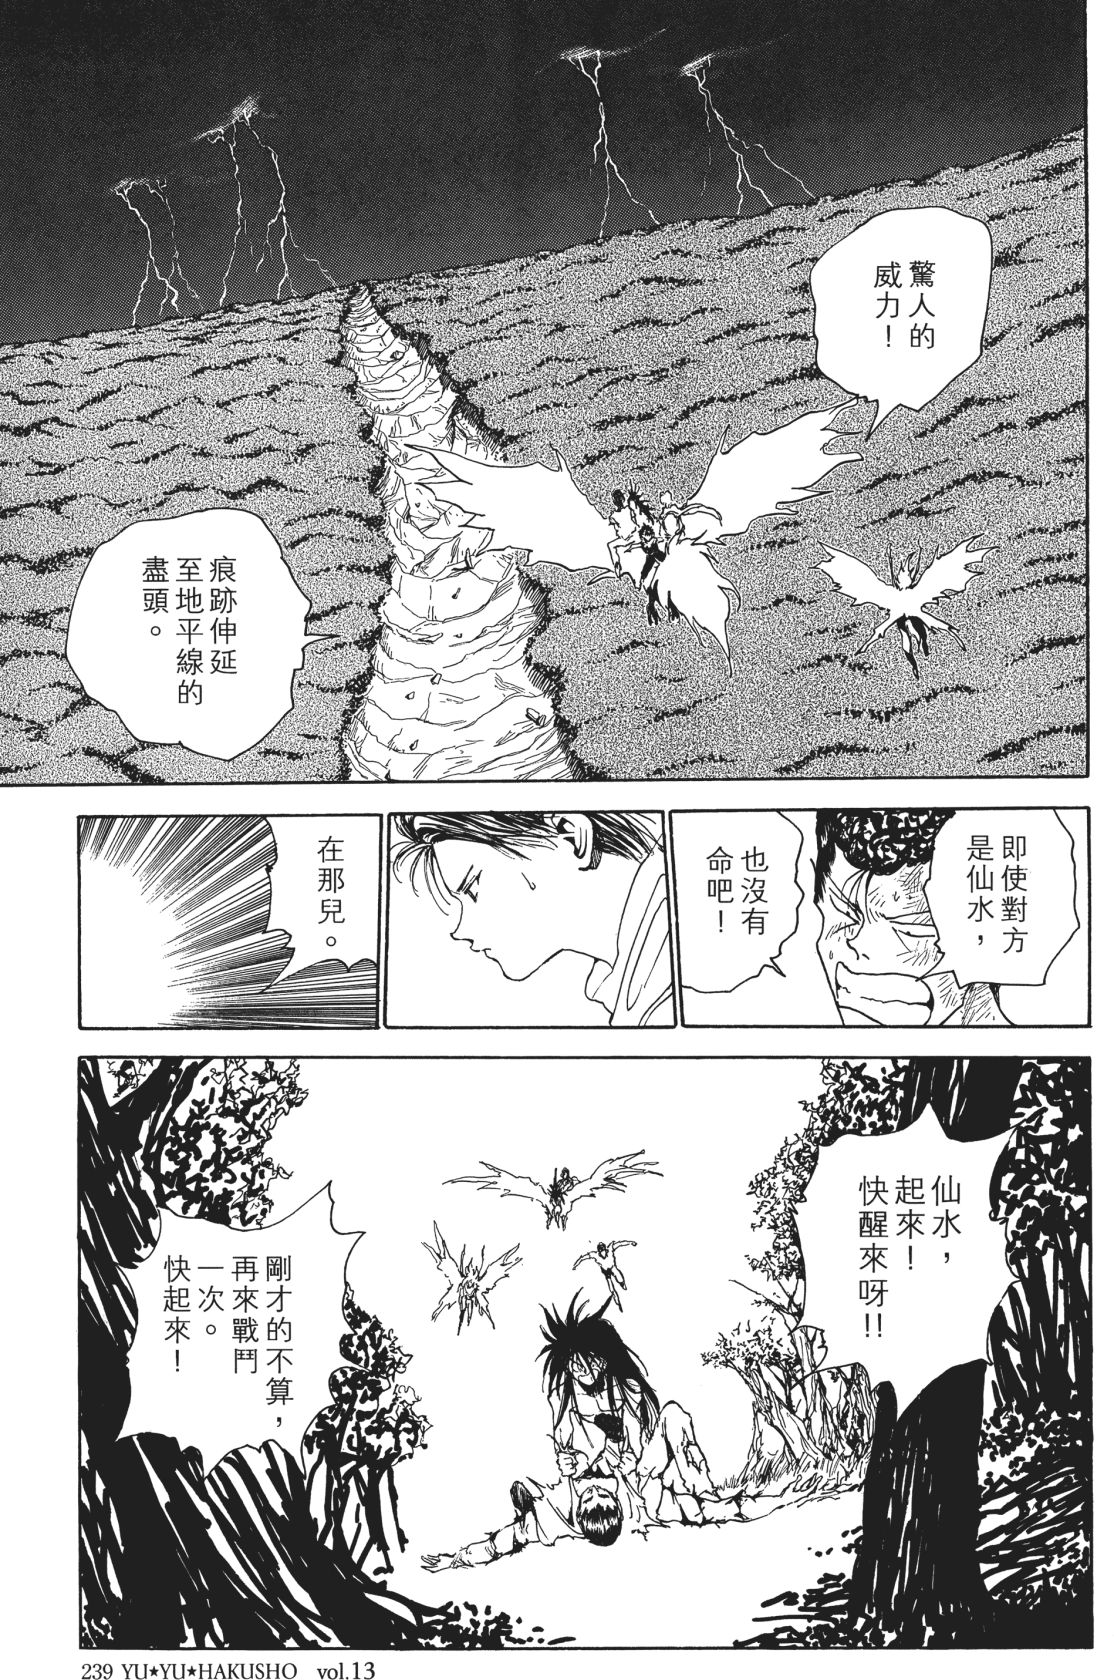 驚人的
威力！
痕跡伸延
至地平線的
盡頭。
即使對方
是仙水，
也沒有
命吧！
在那兒。
仙水，
起來！
快醒來呀!!
剛才的不算，
再來戰鬥
一次。
快起來！
239 YU★YU★HAKUSHO vol.13